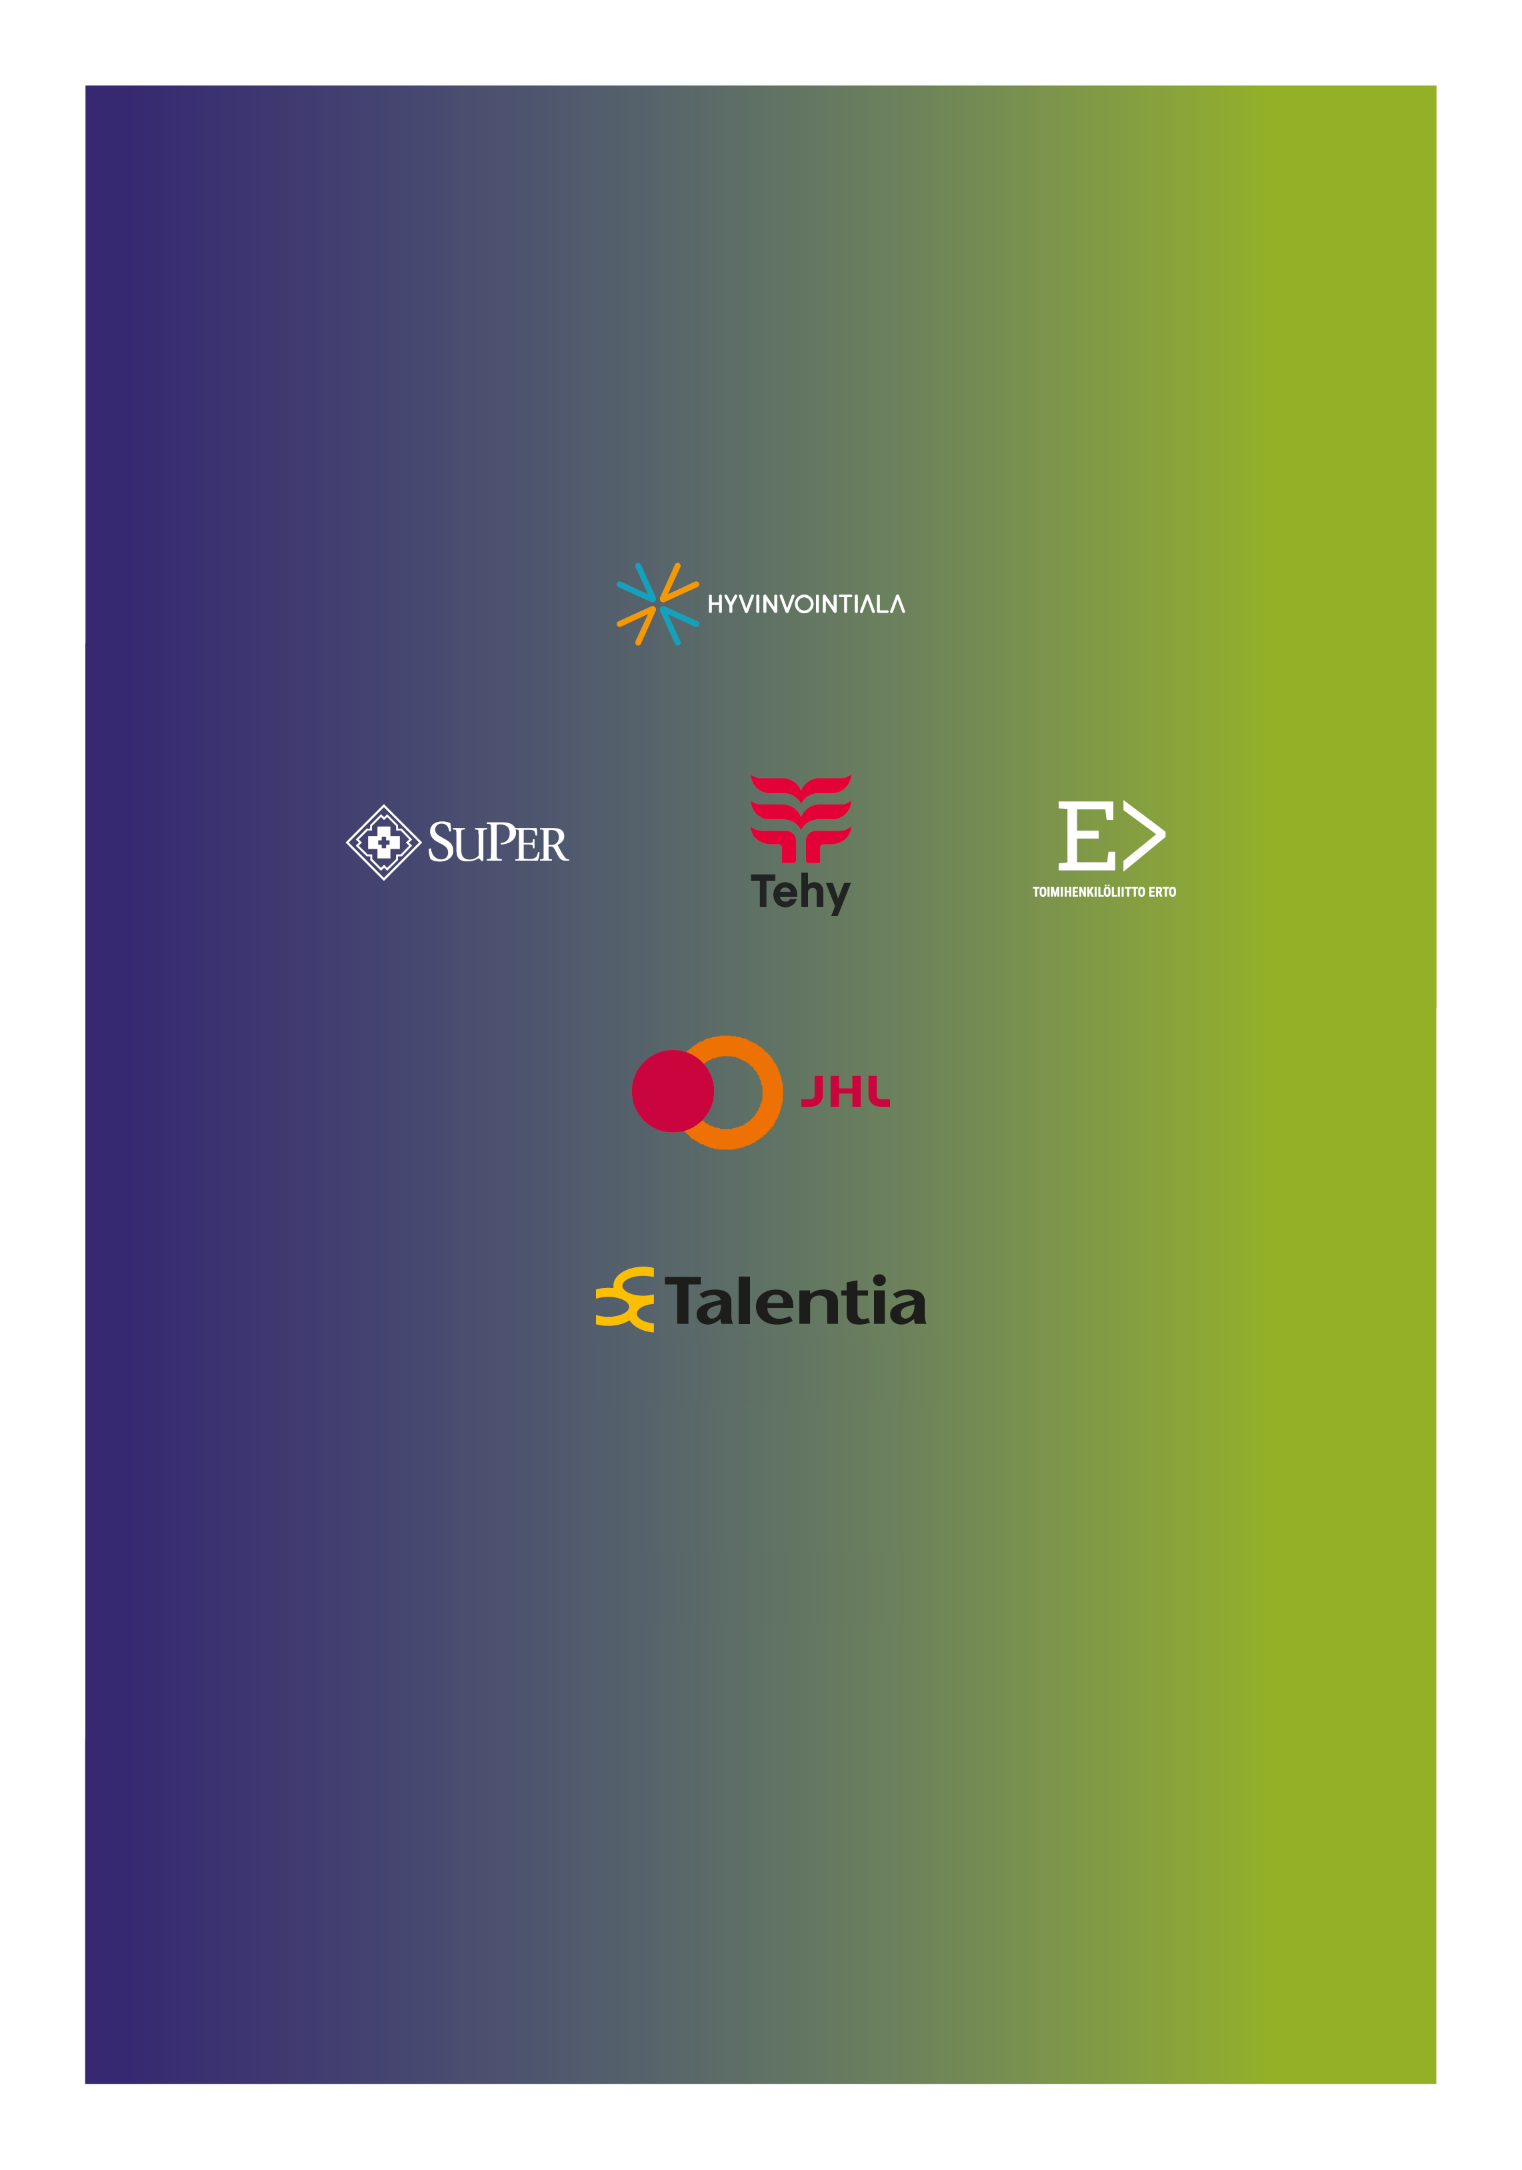 HYVINVOINTIALA
SUPER
Tehy
E>
TOIMIHENKILÖLIITTO ERTO
JHL
Talentia